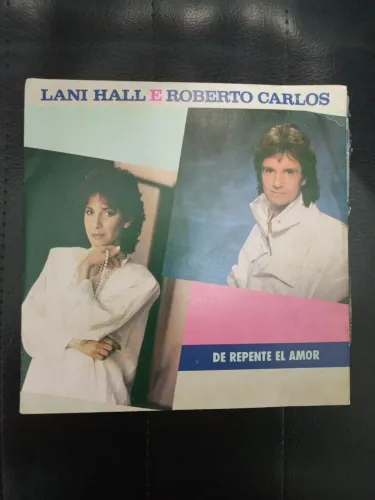 LANI HALL E ROBERTO CARLOS
DE REPENTE EL AMOR